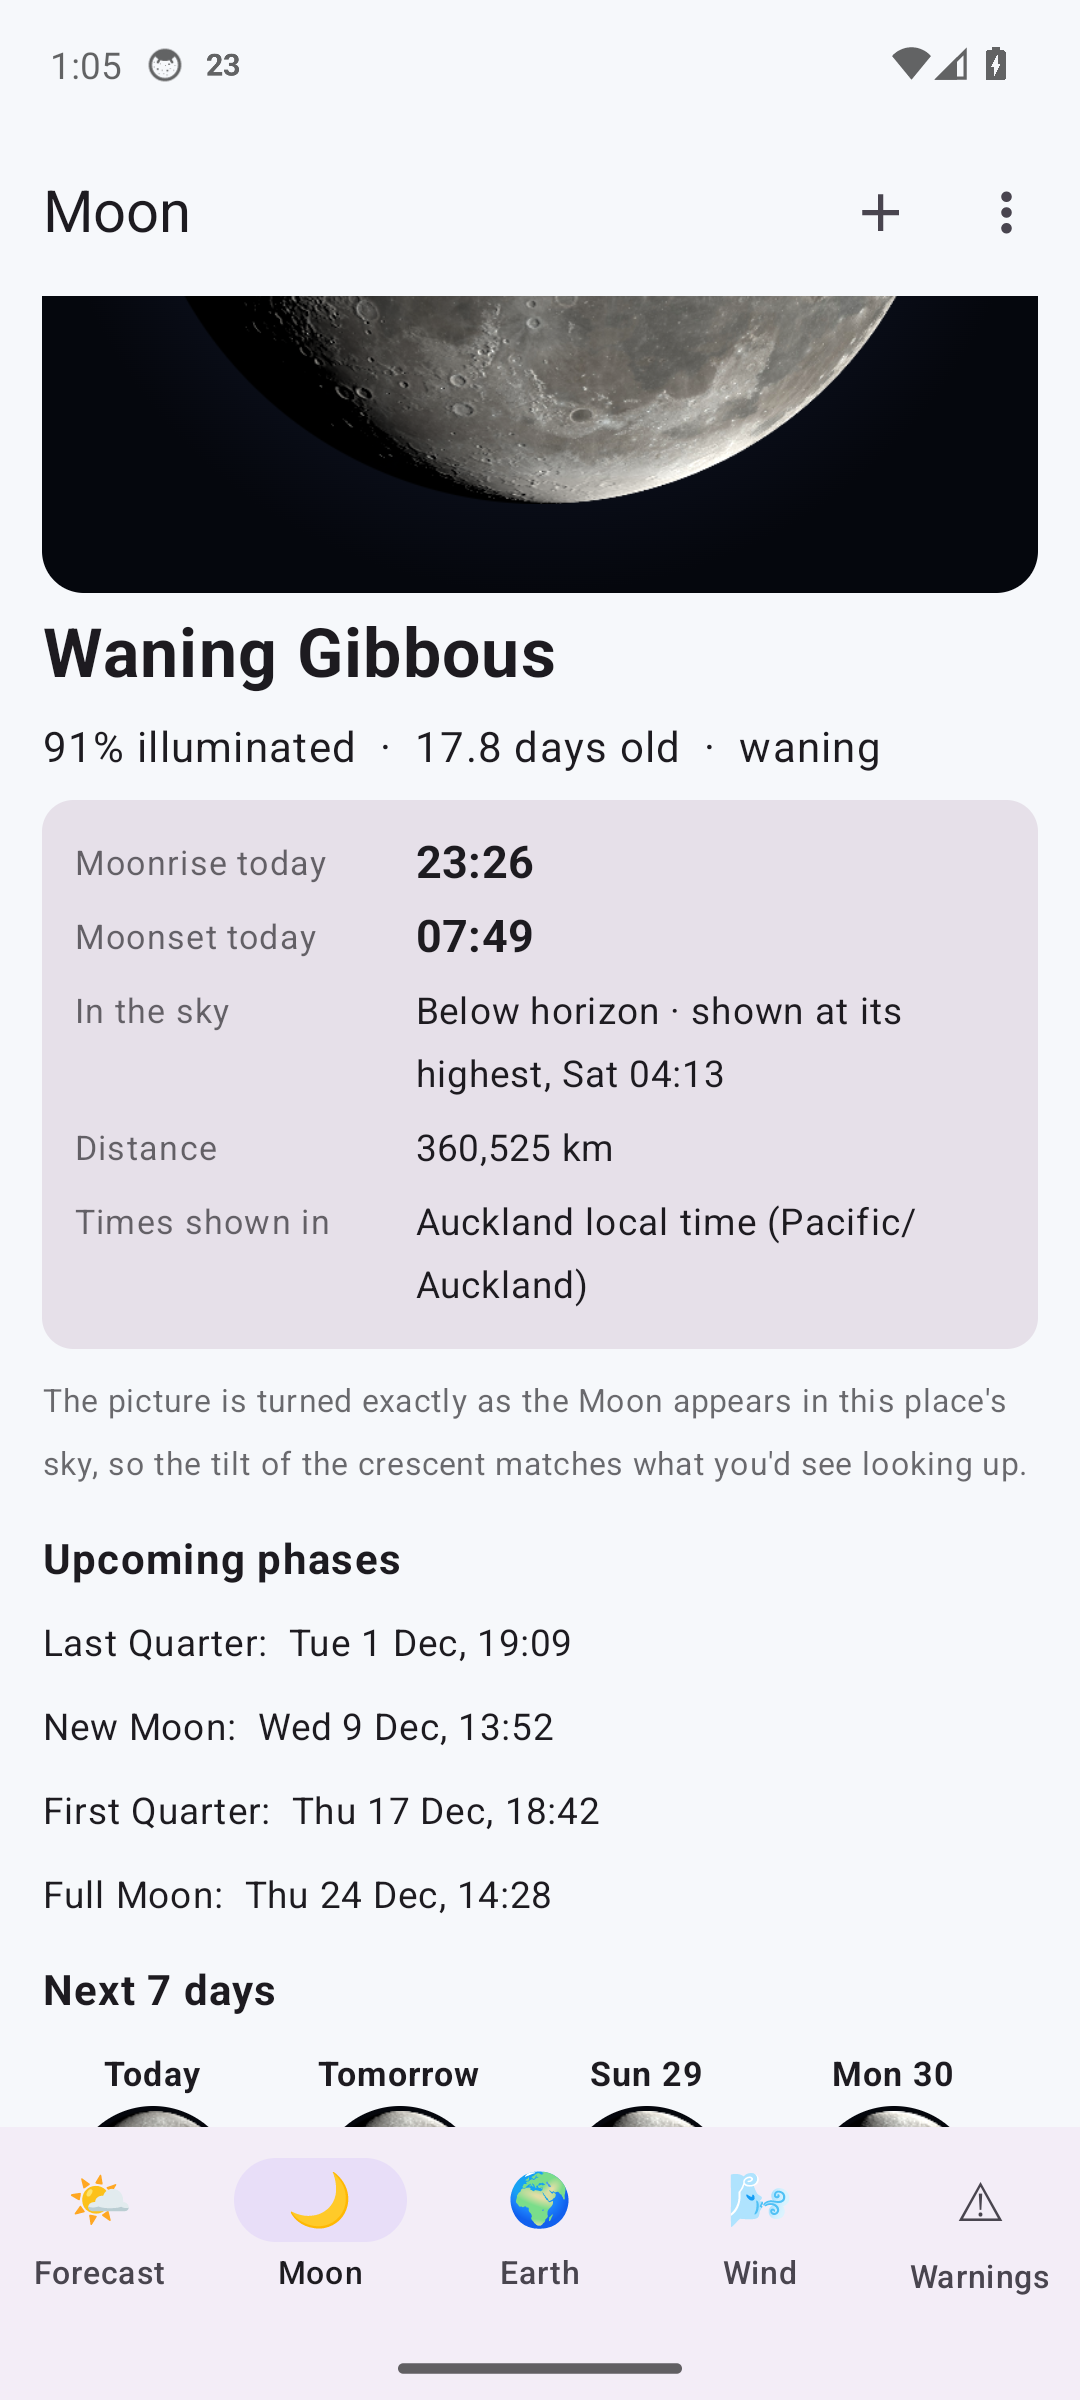 1:05 23
Moon
Waning Gibbous
91% illuminated · 17.8 days old · waning
Moonrise today 23:26
Moonset today 07:49
In the sky Below horizon · shown at its
highest, Sat 04:13
Distance 360,525 km
Times shown in Auckland local time (Pacific/
Auckland)
The picture is turned exactly as the Moon appears in this place's
sky, so the tilt of the crescent matches what you'd see looking up.
Upcoming phases
Last Quarter: Tue 1 Dec, 19:09
New Moon: Wed 9 Dec, 13:52
First Quarter: Thu 17 Dec, 18:42
Full Moon: Thu 24 Dec, 14:28
Next 7 days
Today Tomorrow Sun 29 Mon 30
Forecast Moon Earth Wind Warnings